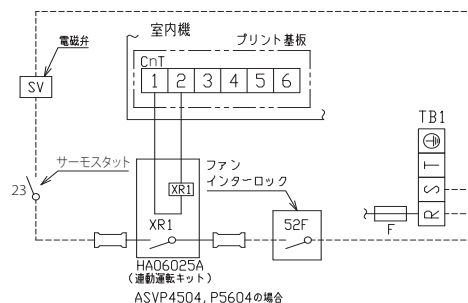 室内機
プリント基板
電磁弁
CnT
SV
1 2 3 4 5 6
TB1
サーモスタット
ファン
インターロック
23
XR1
XR1
52F
R S T
F
HA06025A
(連動運転キット)
ASVP4504, P5604の場合